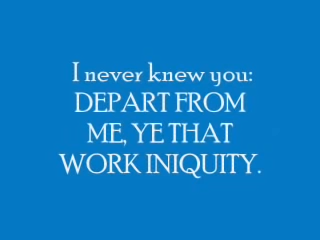 I never knew you:
DEPART FROM
ME, YE THAT
WORK INIQUITY.